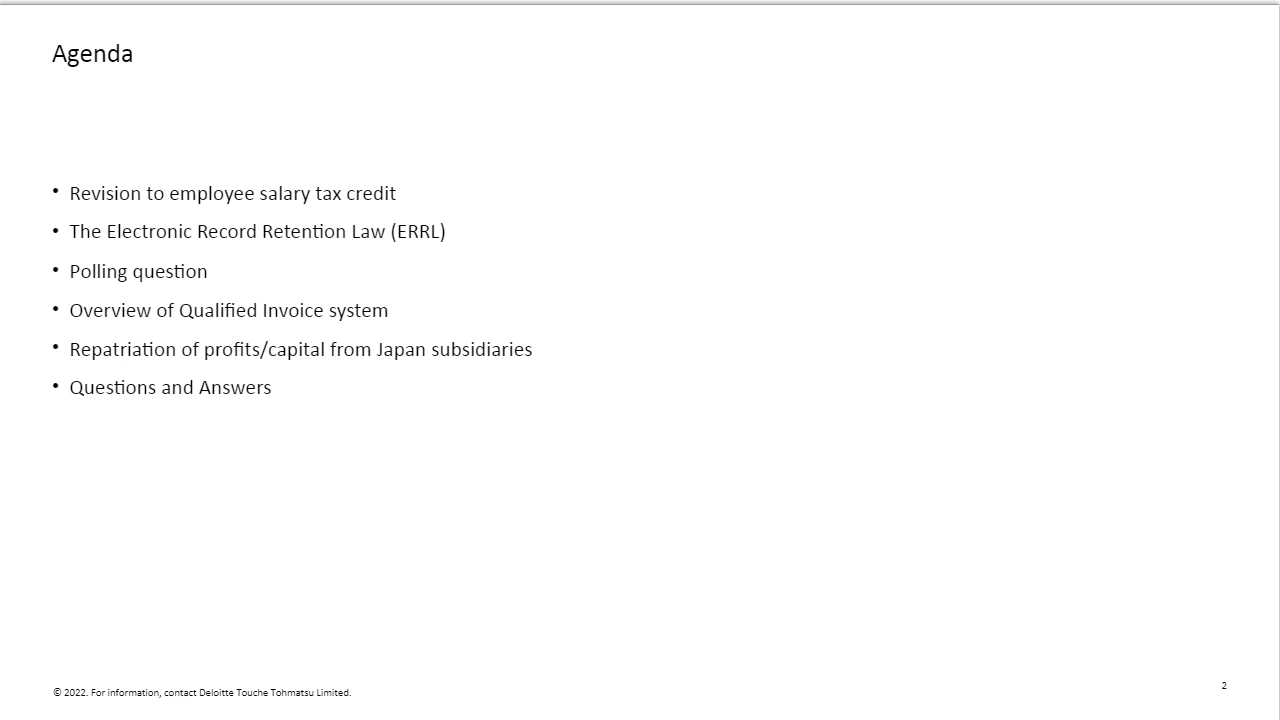 Agenda
• Revision to employee salary tax credit
• The Electronic Record Retention Law (ERRL)
• Polling question
• Overview of Qualified Invoice system
• Repatriation of profits/capital from Japan subsidiaries
• Questions and Answers
© 2022. For information, contact Deloitte Touche Tohmatsu Limited.
2